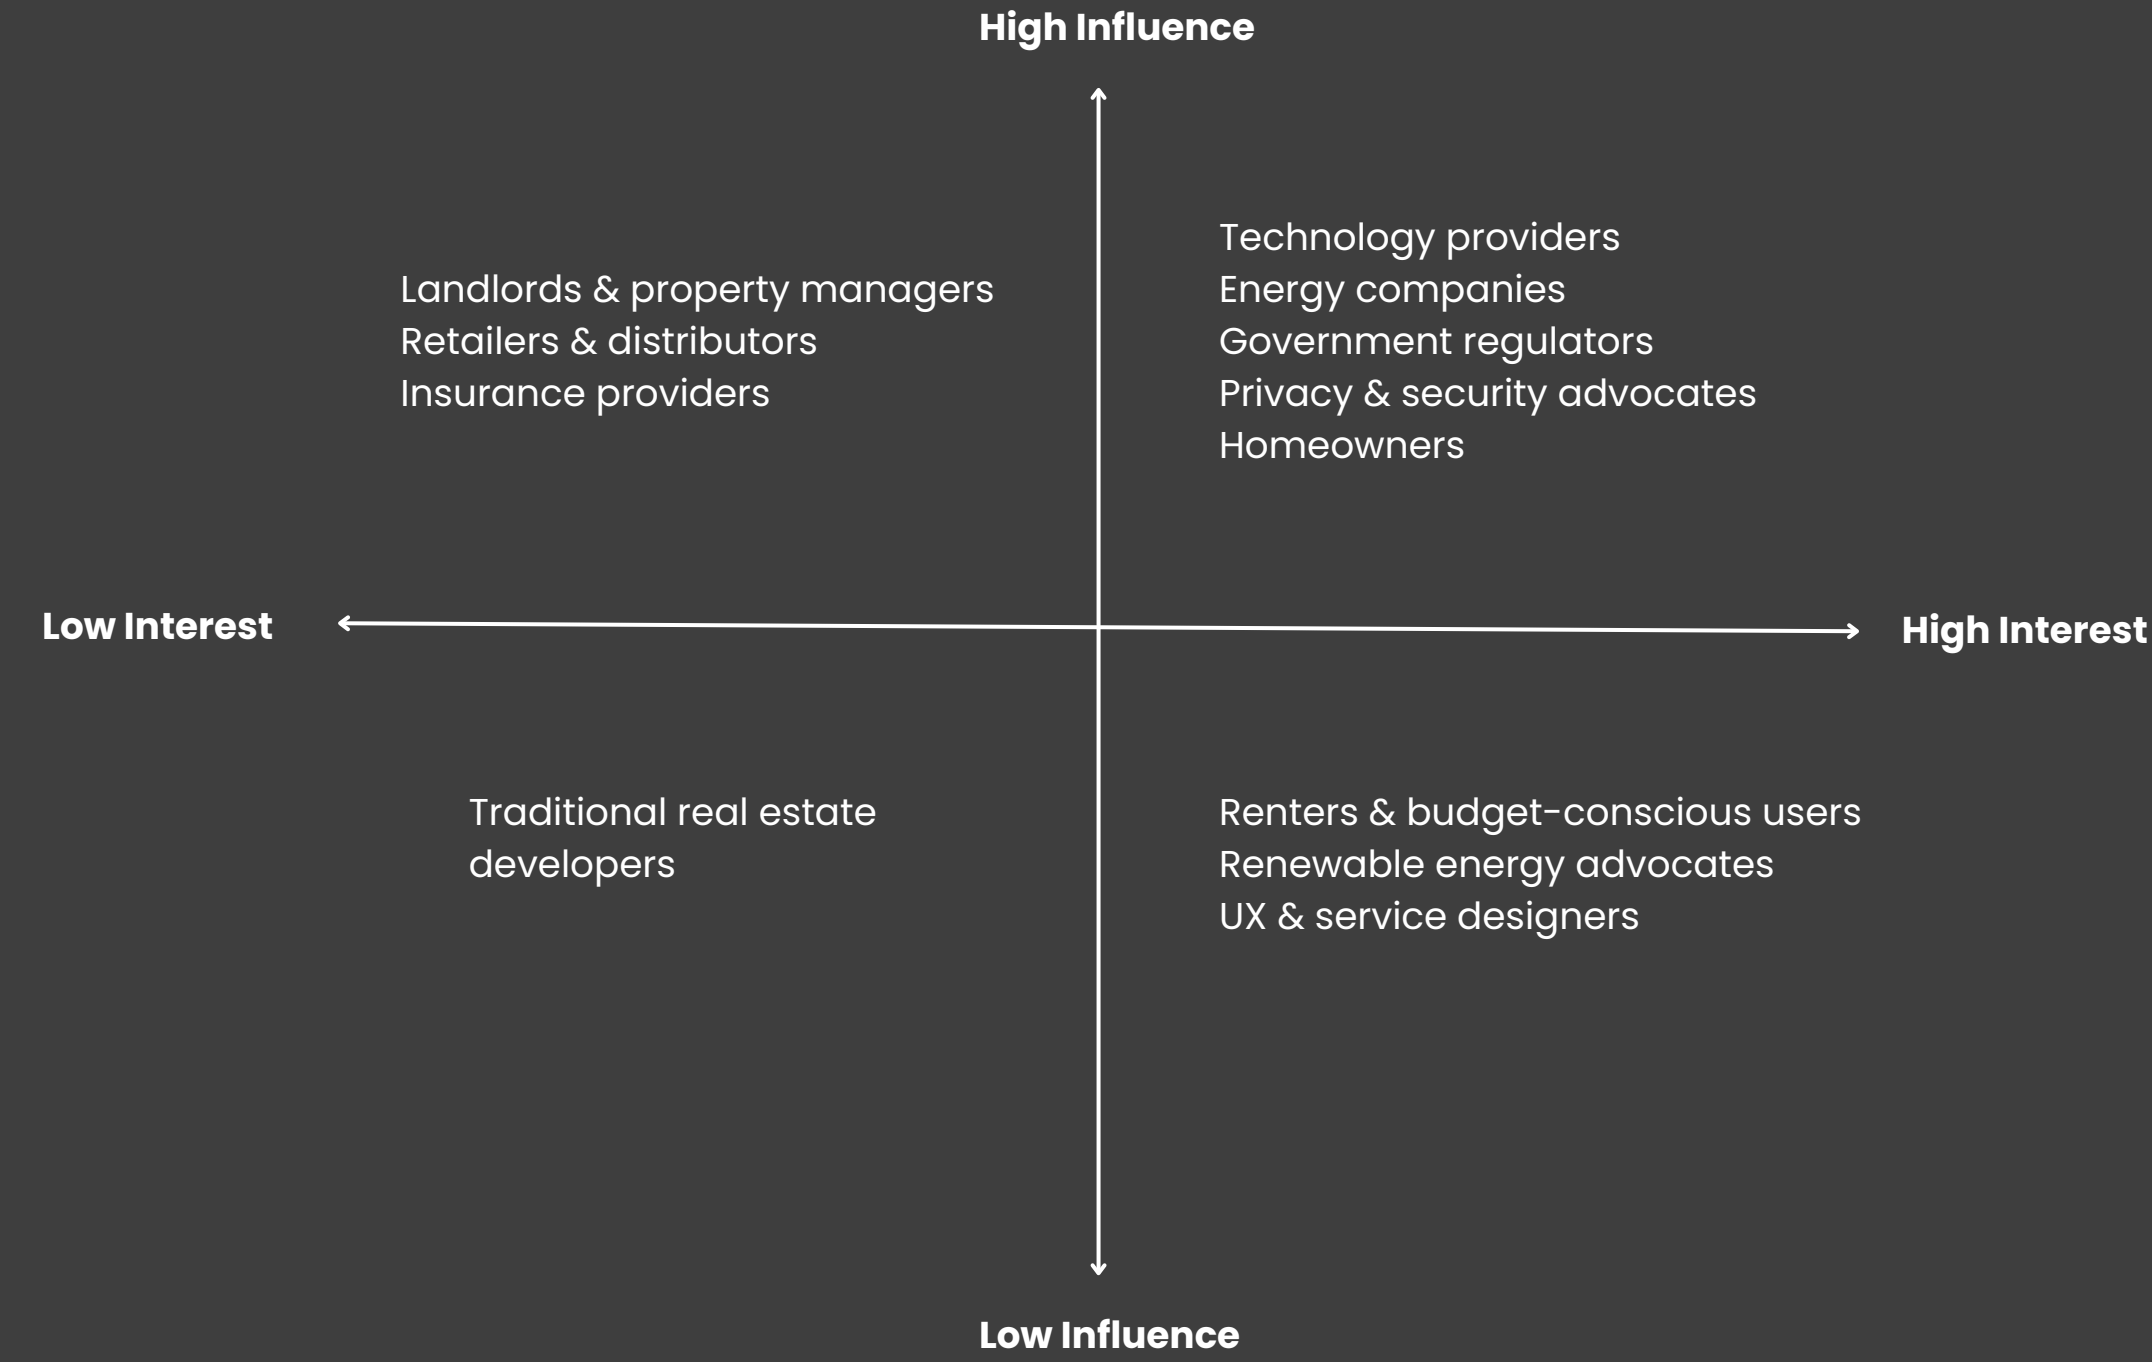 High Influence
Landlords & property managers
Retailers & distributors
Insurance providers
Technology providers
Energy companies
Government regulators
Privacy & security advocates
Homeowners
Low Interest
High Interest
Traditional real estate
developers
Renters & budget-conscious users
Renewable energy advocates
UX & service designers
Low Influence